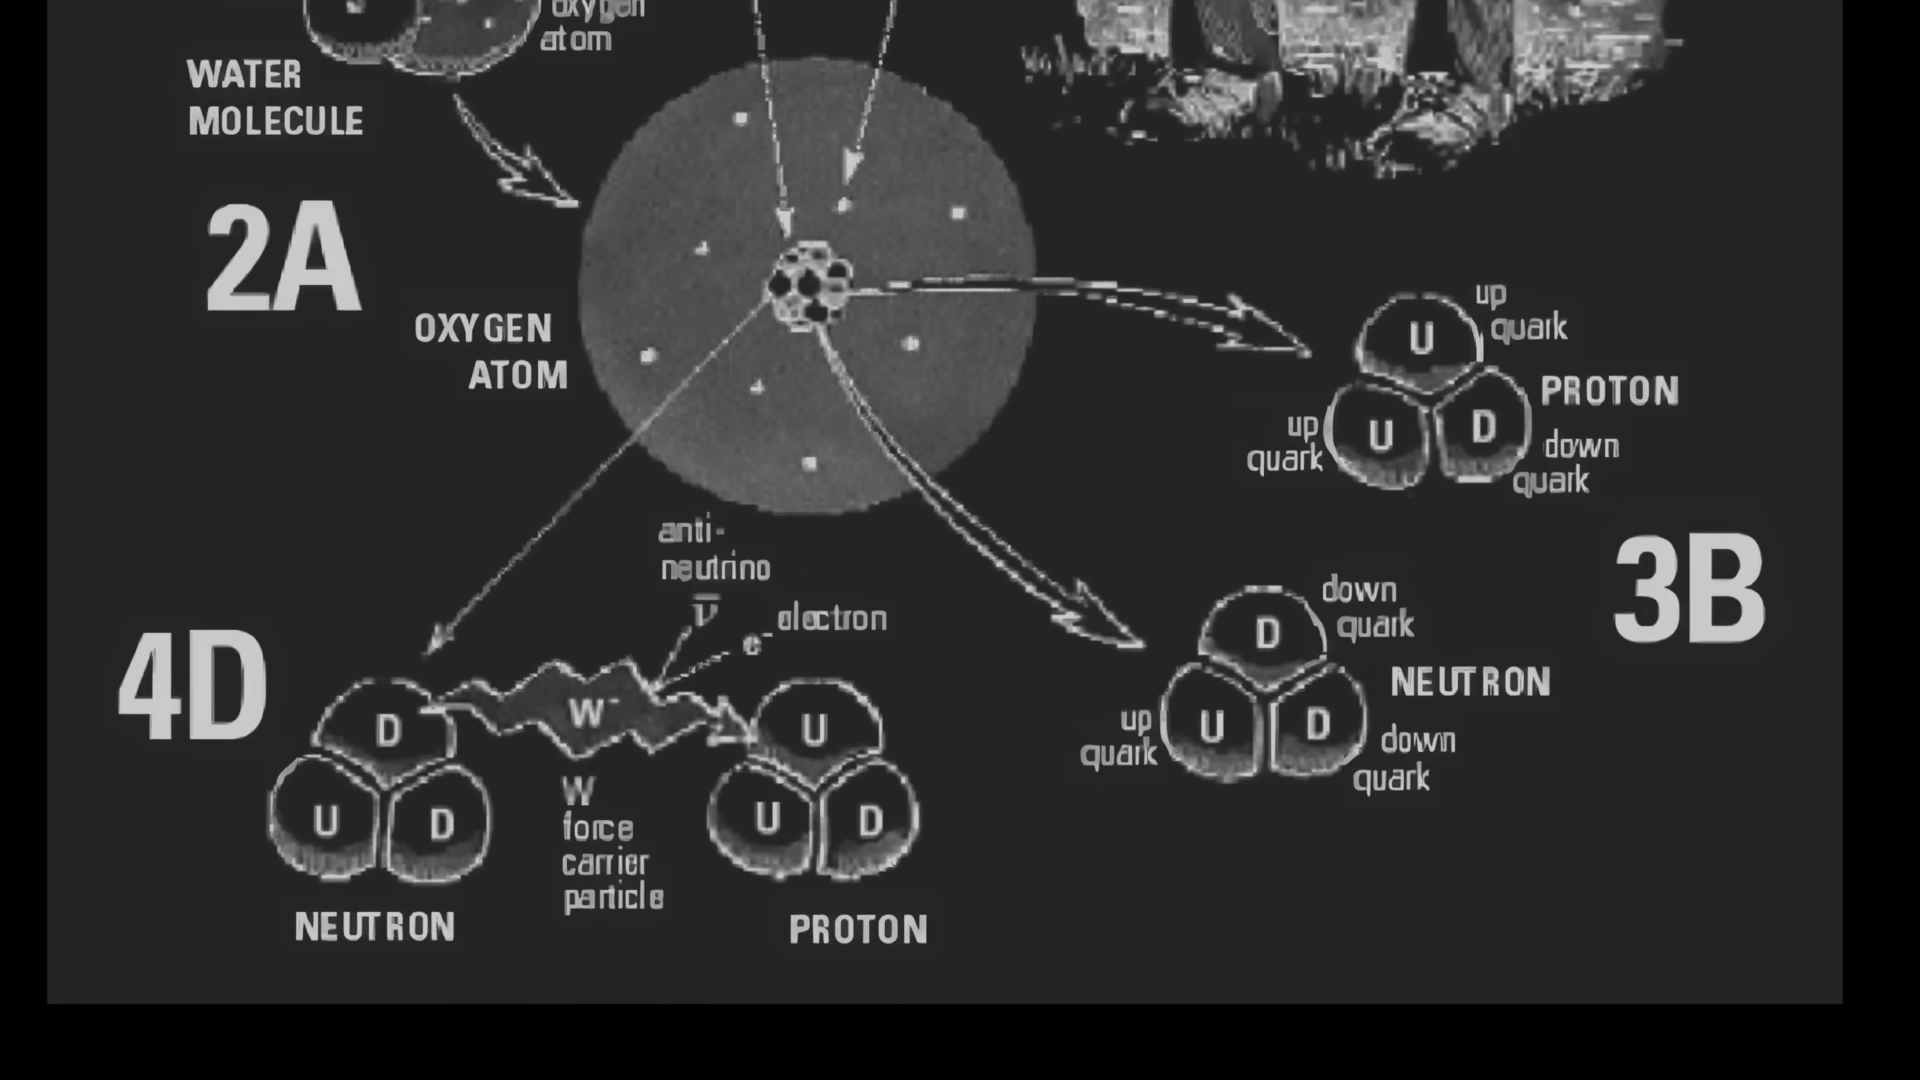 oxygen
atom
WATER
MOLECULE
2A
OXYGEN
ATOM
up
quark
U
PROTON
up
quark
U
D
down
quark
3B
anti-
neutrino
ν̅
e⁻
electron
4D
D
W⁻
U
U
D
W
force
carrier
particle
U
D
NEUTRON
PROTON
down
quark
D
NEUTRON
up
quark
U
D
down
quark